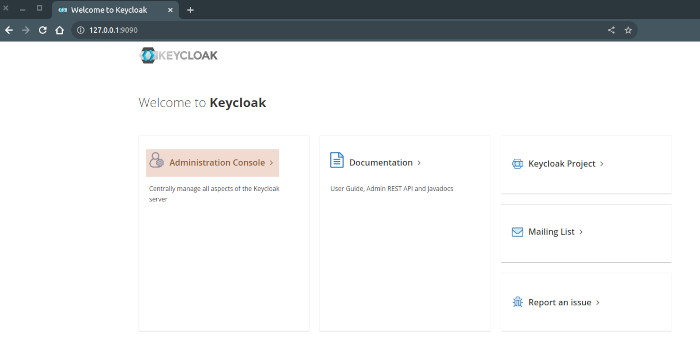 Welcome to Keycloak
127.0.0.1:9090
KEYCLOAK
Welcome to Keycloak
Administration Console
Centrally manage all aspects of the Keycloak
server
Documentation
User Guide, Admin REST API and Javadocs
Keycloak Project
Mailing List
Report an issue